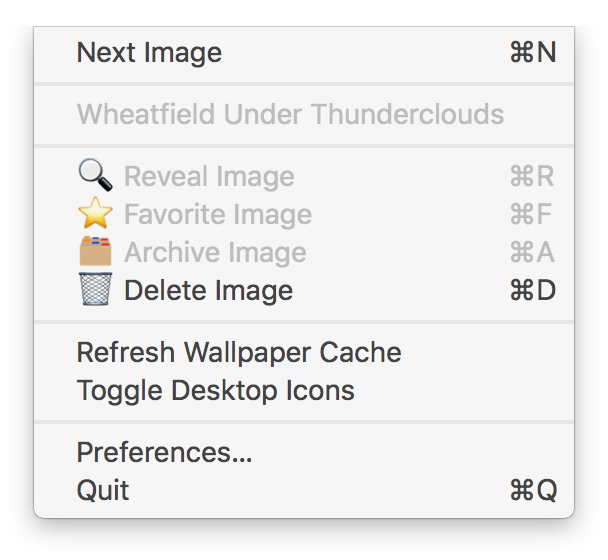 Next Image ⌘N
Wheatfield Under Thunderclouds
Reveal Image ⌘R
Favorite Image ⌘F
Archive Image ⌘A
Delete Image ⌘D
Refresh Wallpaper Cache
Toggle Desktop Icons
Preferences...
Quit ⌘Q